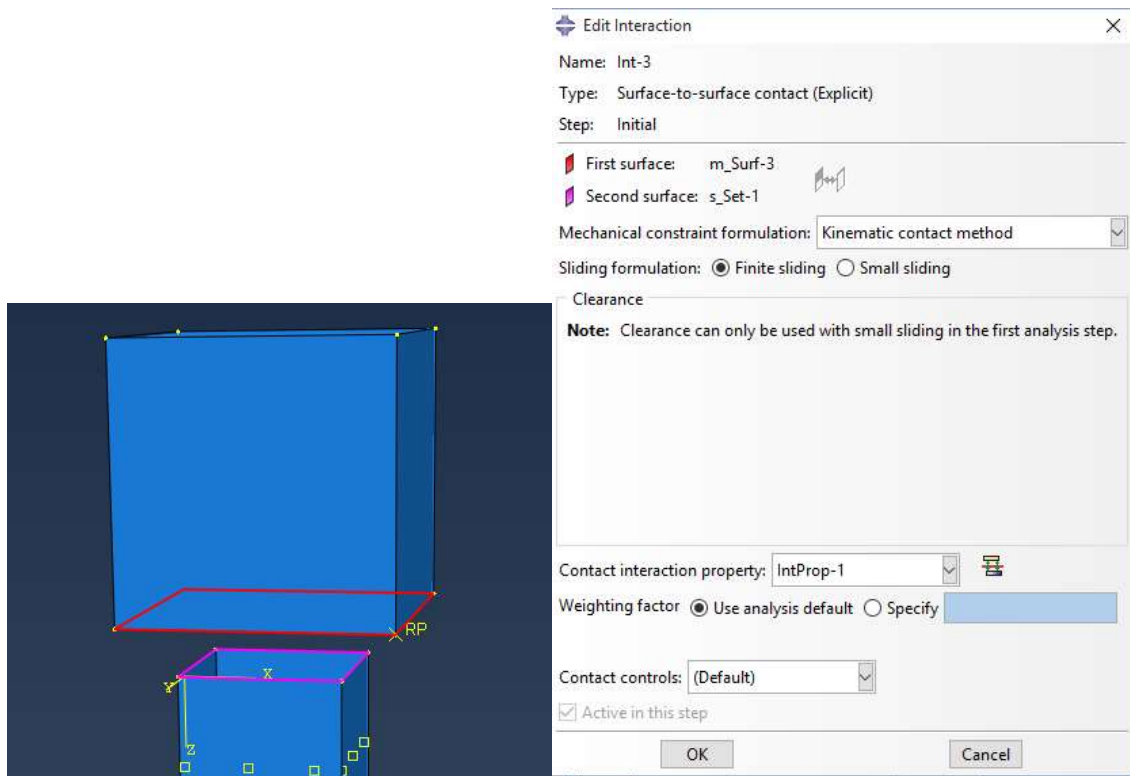 Edit Interaction
Name: Int-3
Type: Surface-to-surface contact (Explicit)
Step: Initial
First surface: m_Surf-3
Second surface: s_Set-1
Mechanical constraint formulation: Kinematic contact method
Sliding formulation: Finite sliding Small sliding
Clearance
Note: Clearance can only be used with small sliding in the first analysis step.
Contact interaction property: IntProp-1
Weighting factor Use analysis default Specify
Contact controls: (Default)
Active in this step
OK Cancel
RP
X
Y
Z